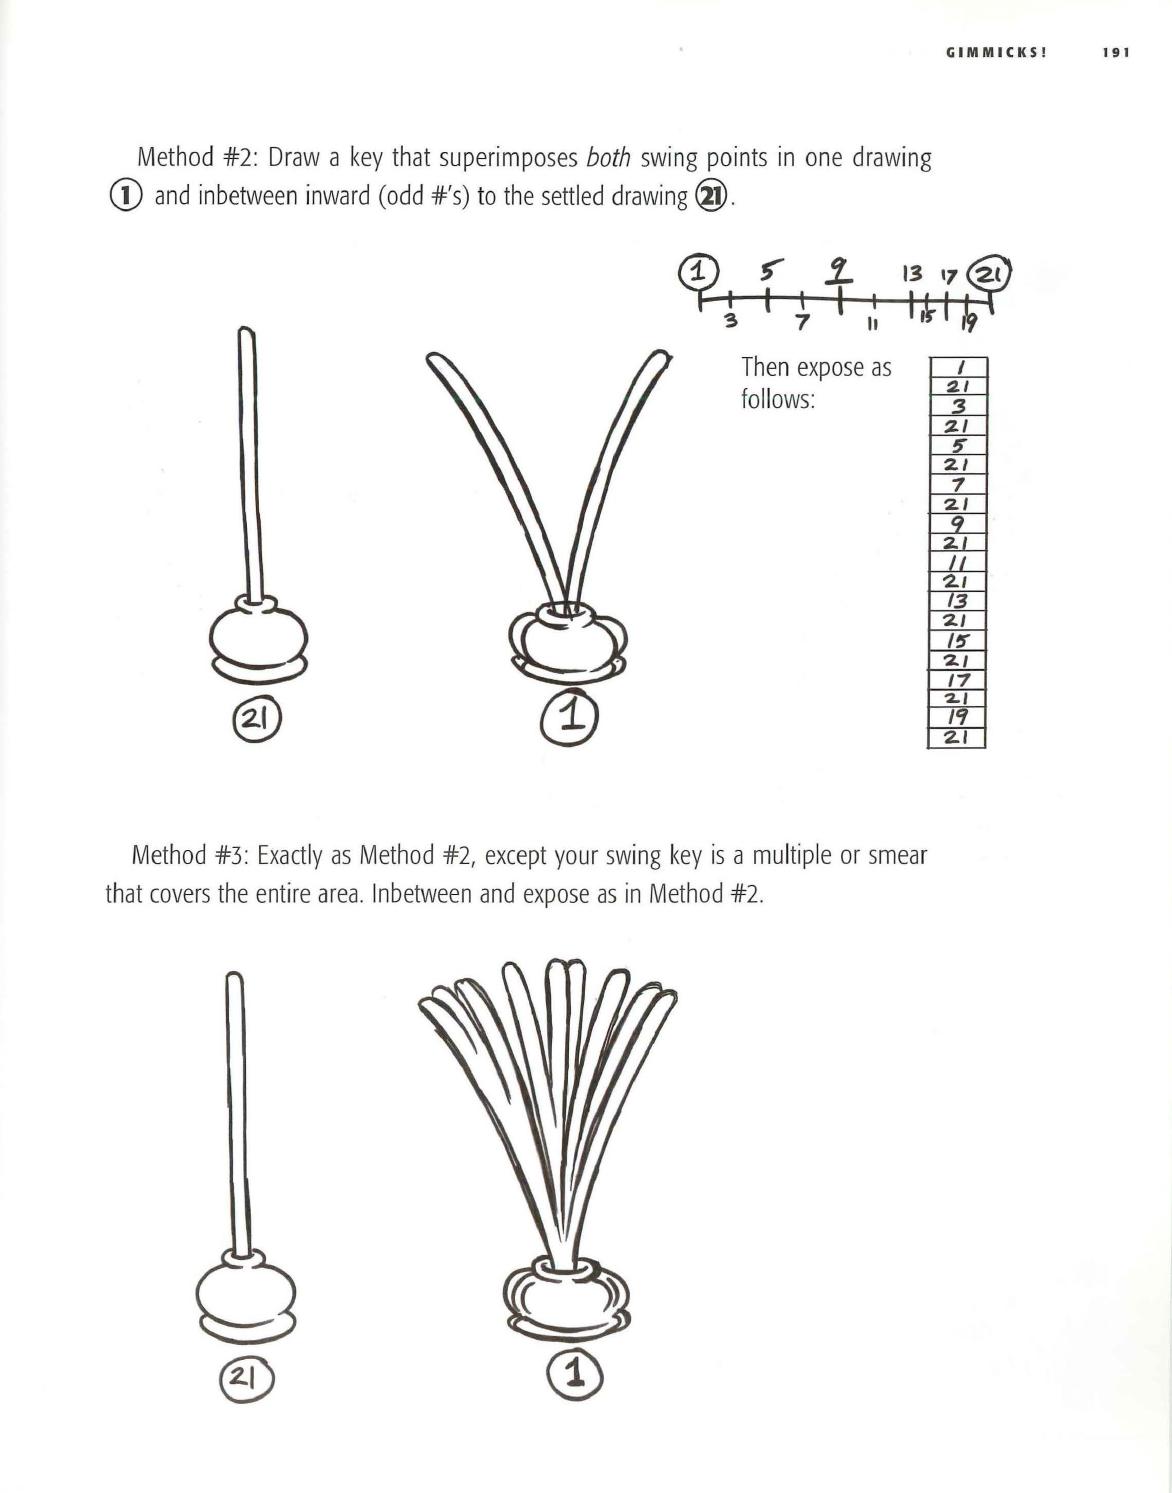 GIMMICKS! 191
Method #2: Draw a key that superimposes both swing points in one drawing
1 and inbetween inward (odd #'s) to the settled drawing 21.
1 5 9 13 17 21
3 7 11 15 19
Then expose as
follows:
1
21
3
21
5
21
7
21
9
21
11
21
13
21
15
21
17
21
19
21
21 1
Method #3: Exactly as Method #2, except your swing key is a multiple or smear
that covers the entire area. Inbetween and expose as in Method #2.
21 1